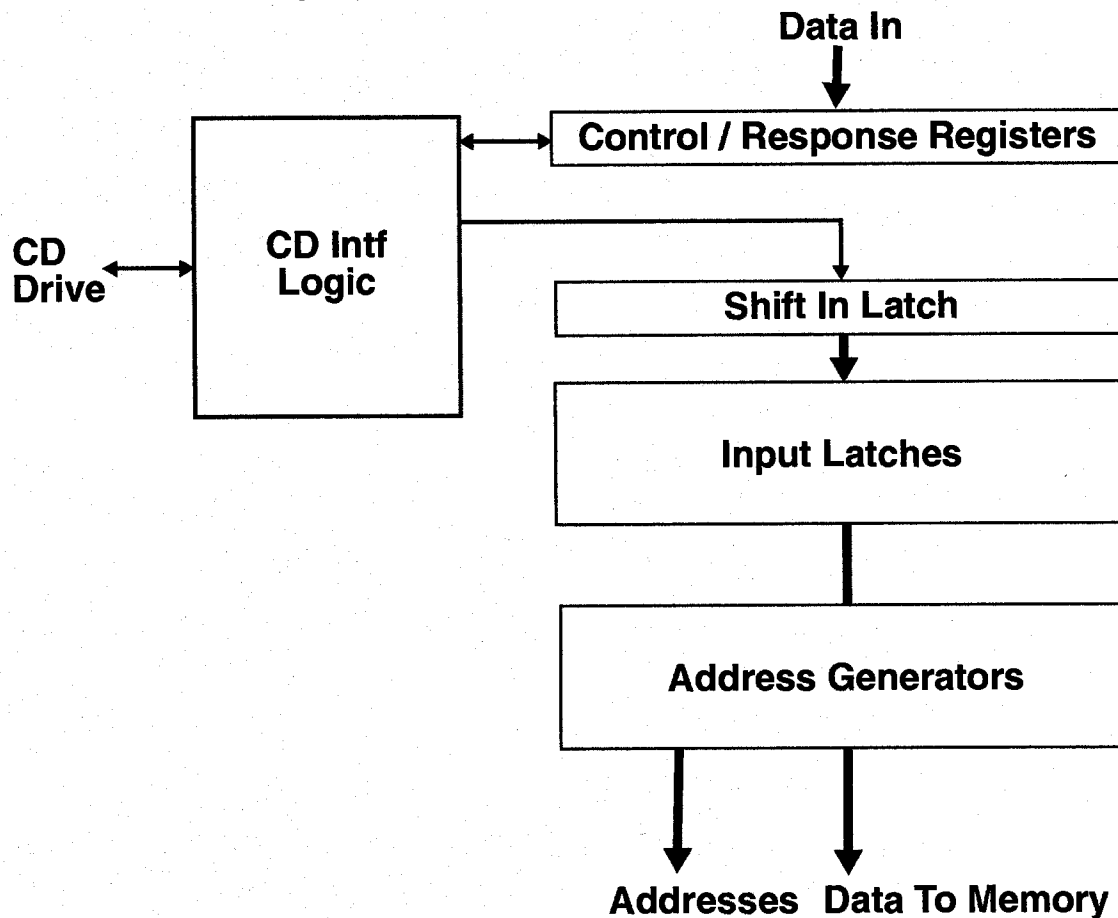 Data In
Control / Response Registers
CD Intf
Logic
CD
Drive
Shift In Latch
Input Latches
Address Generators
Addresses
Data To Memory